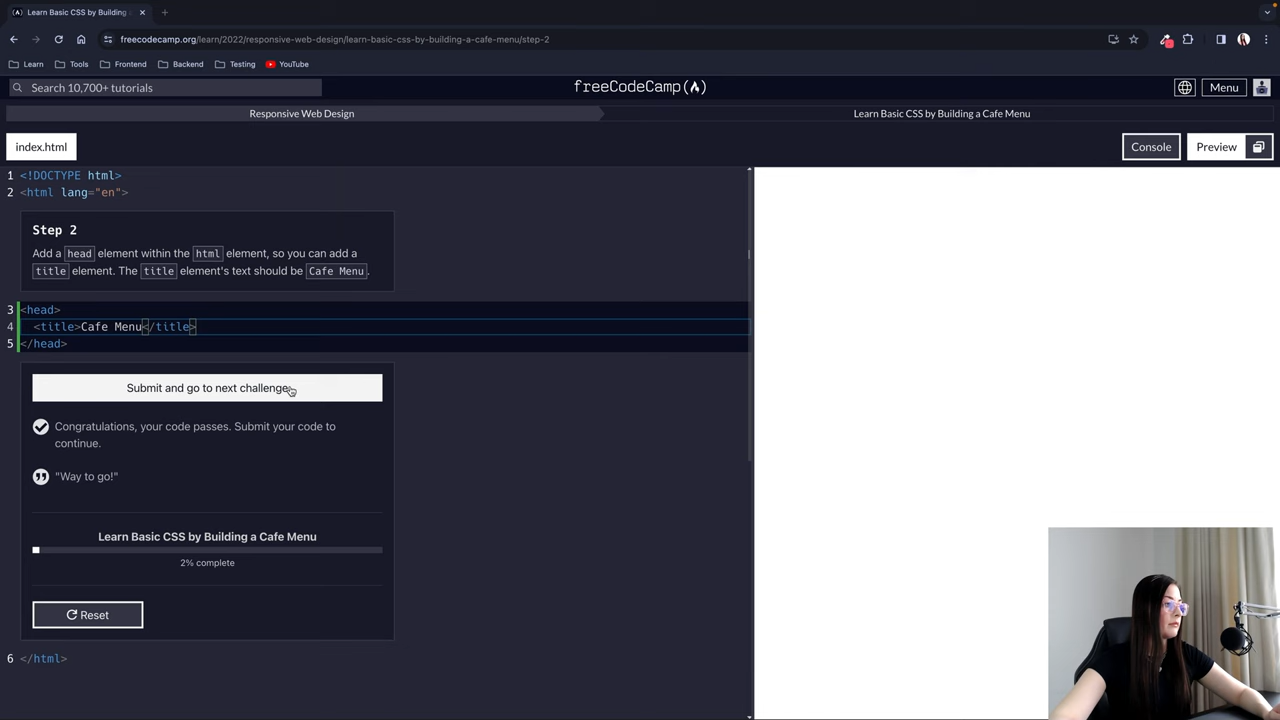 Learn Basic CSS by Building a
freecodecamp.org/learn/2022/responsive-web-design/learn-basic-css-by-building-a-cafe-menu/step-2
Learn Tools Frontend Backend Testing YouTube
Search 10,700+ tutorials
freeCodeCamp
Menu
Responsive Web Design
Learn Basic CSS by Building a Cafe Menu
index.html
Console
Preview
1 <!DOCTYPE html>
2 <html lang="en">
Step 2
Add a head element within the html element, so you can add a
title element. The title element's text should be Cafe Menu.
3 <head>
4 <title>Cafe Menu</title>
5 </head>
Submit and go to next challenge
Congratulations, your code passes. Submit your code to
continue.
"Way to go!"
Learn Basic CSS by Building a Cafe Menu
2% complete
Reset
6 </html>